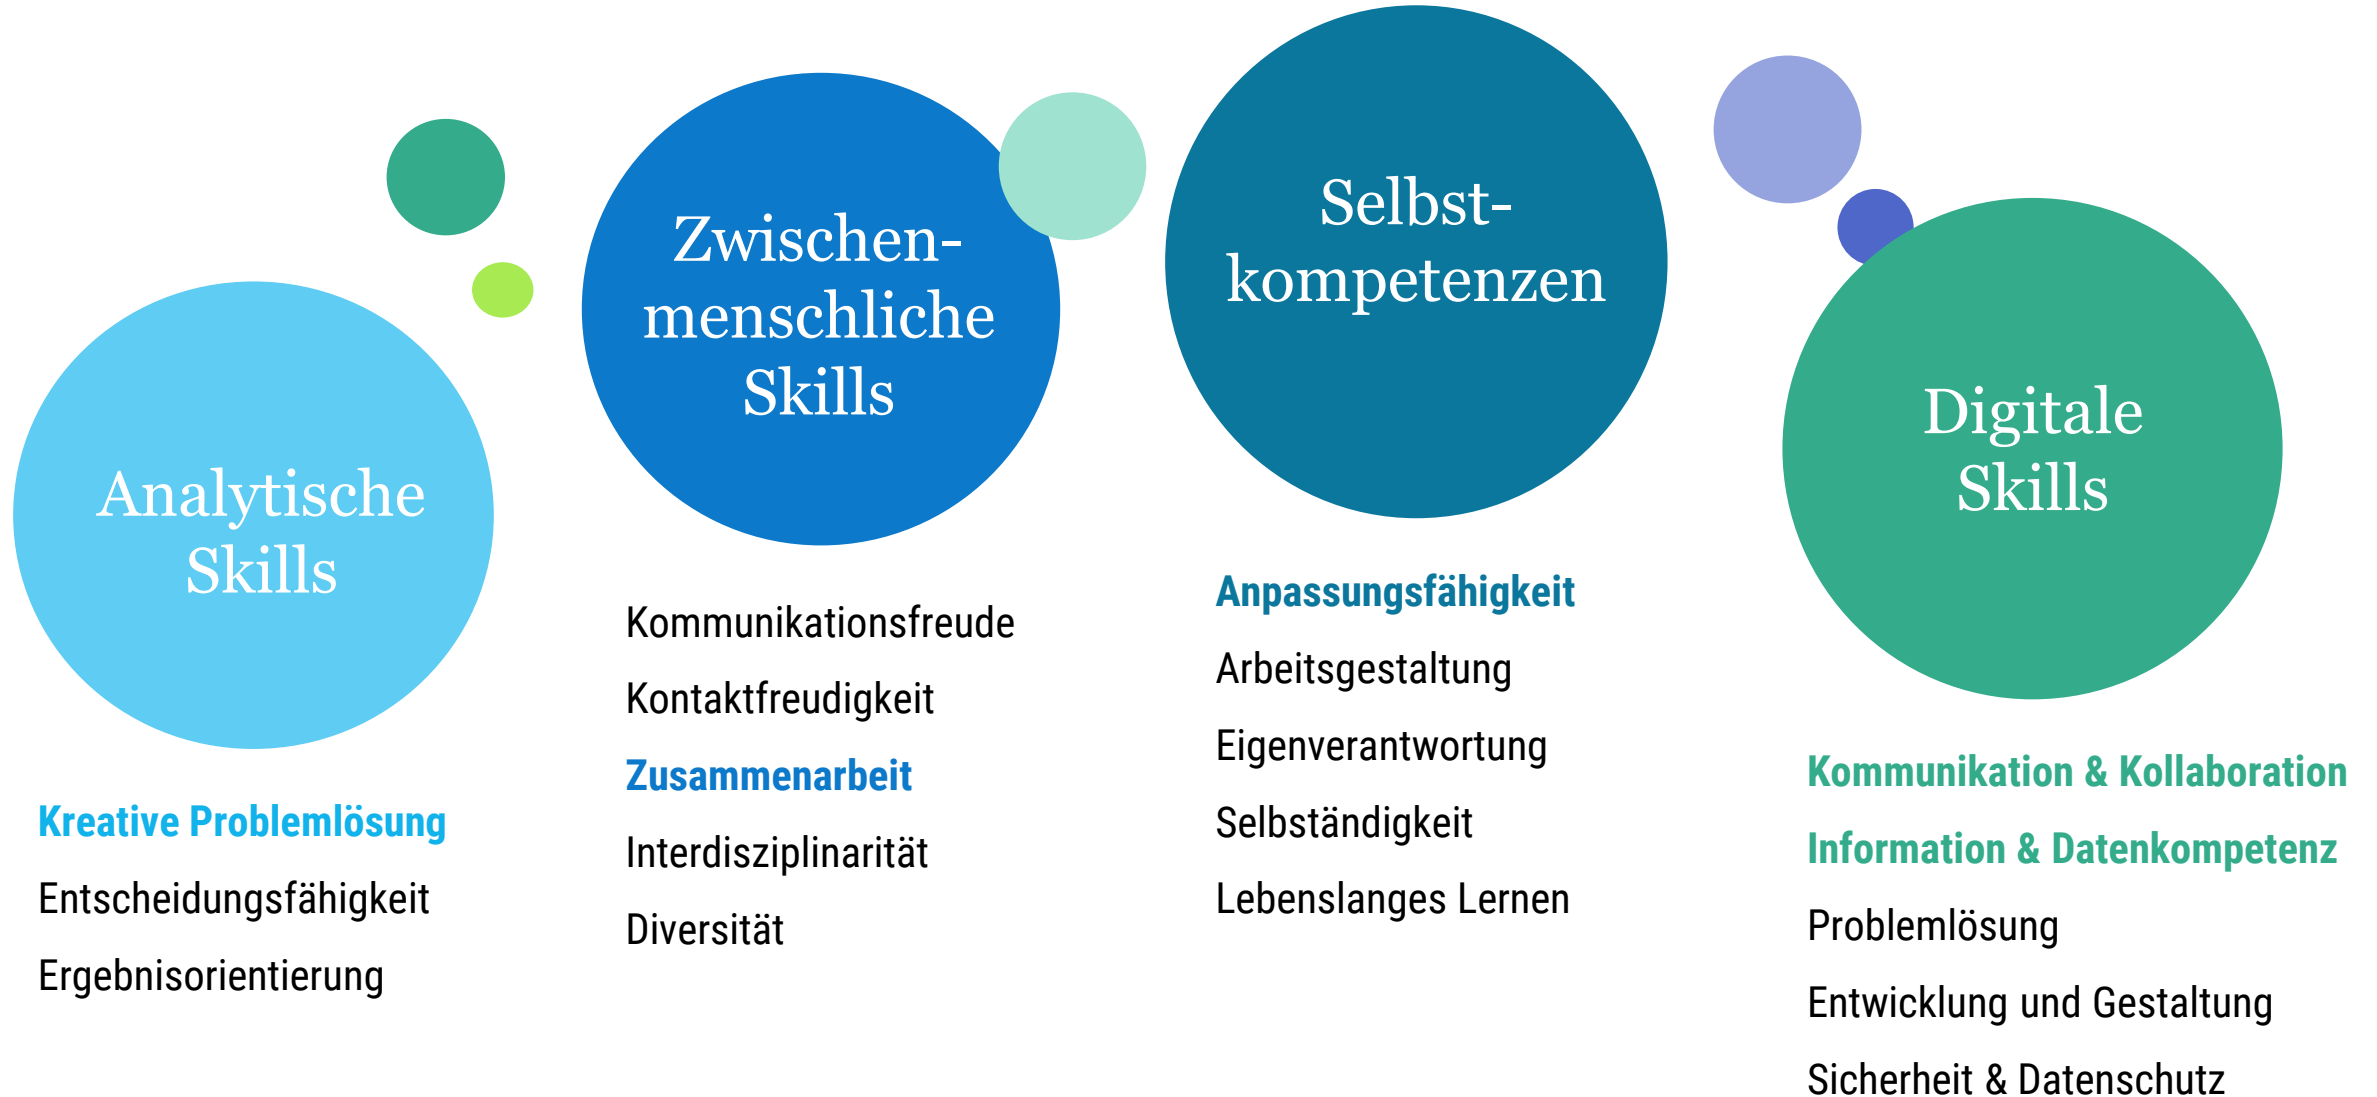 Analytische
Skills
Kreative Problemlösung
Entscheidungsfähigkeit
Ergebnisorientierung
Zwischen-
menschliche
Skills
Kommunikationsfreude
Kontaktfreudigkeit
Zusammenarbeit
Interdisziplinarität
Diversität
Selbst-
kompetenzen
Anpassungsfähigkeit
Arbeitsgestaltung
Eigenverantwortung
Selbständigkeit
Lebenslanges Lernen
Digitale
Skills
Kommunikation & Kollaboration
Information & Datenkompetenz
Problemlösung
Entwicklung und Gestaltung
Sicherheit & Datenschutz